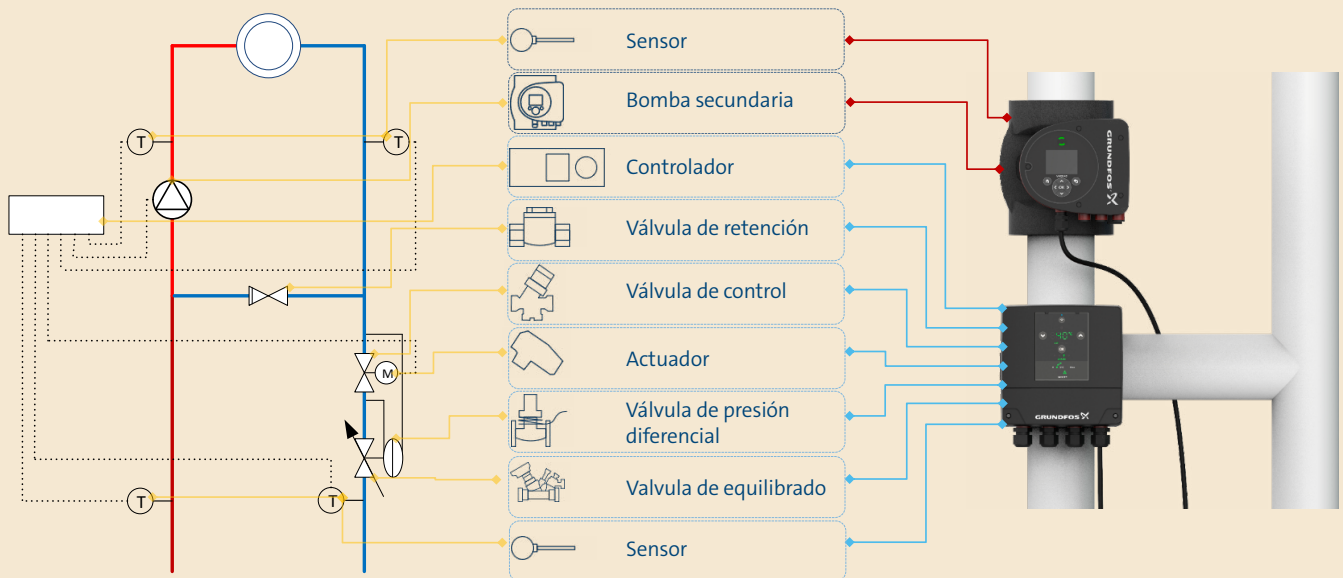 Sensor
Bomba secundaria
Controlador
Válvula de retención
Válvula de control
Actuador
Válvula de presión
diferencial
Valvula de equilibrado
Sensor
T
T
M
T
T
GRUNDFOS
GRUNDFOS